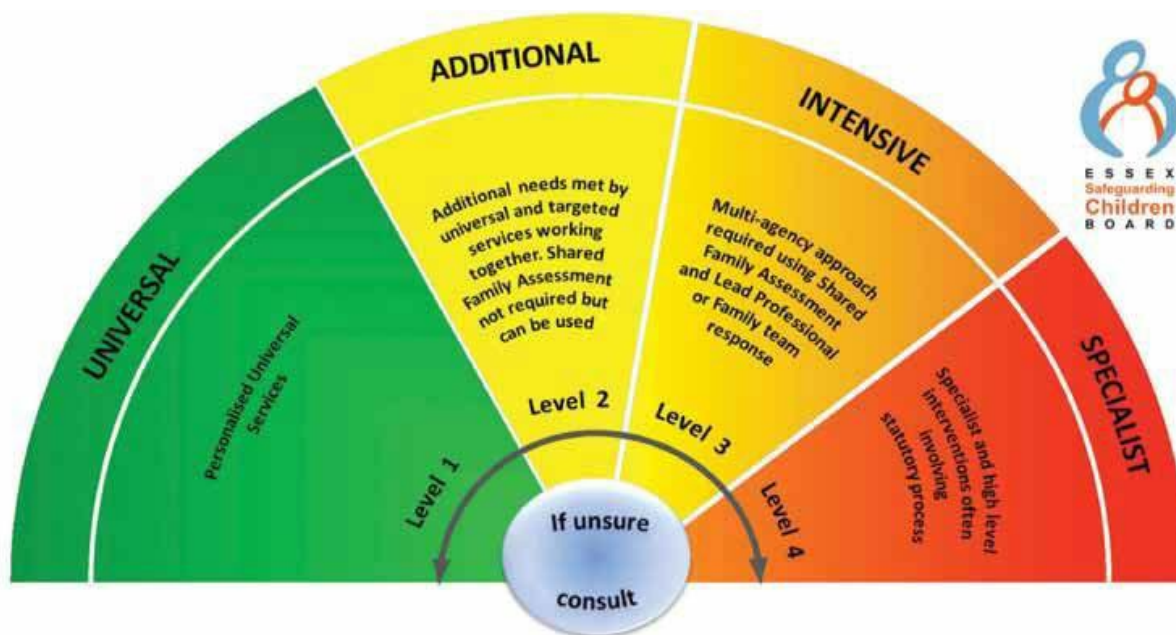 UNIVERSAL
Personalised Universal
Services
Level 1
ADDITIONAL
Additional needs met by
universal and targeted
services working
together. Shared
Family Assessment
not required but
can be used
Level 2
INTENSIVE
Multi-agency approach
required using Shared
Family Assessment
and Lead Professional
or Family team
response
Level 3
SPECIALIST
Specialist and high level
interventions often
involving
statutory process
Level 4
If unsure
consult
ESSEX
Safeguarding
Children
BOARD